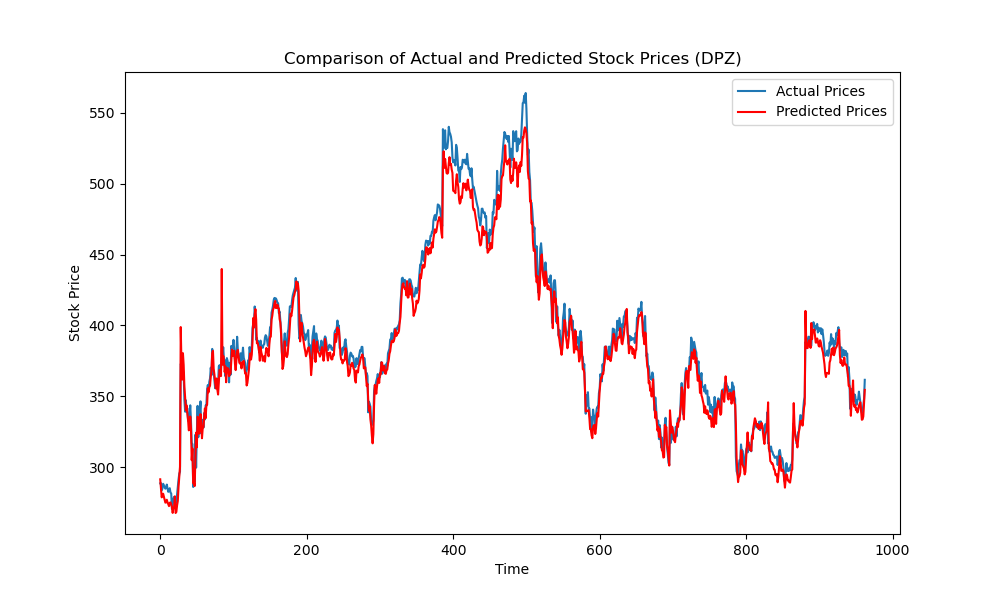 Comparison of Actual and Predicted Stock Prices (DPZ)
Actual Prices
Predicted Prices
Stock Price
550
500
450
400
350
300
0 200 400 600 800 1000
Time